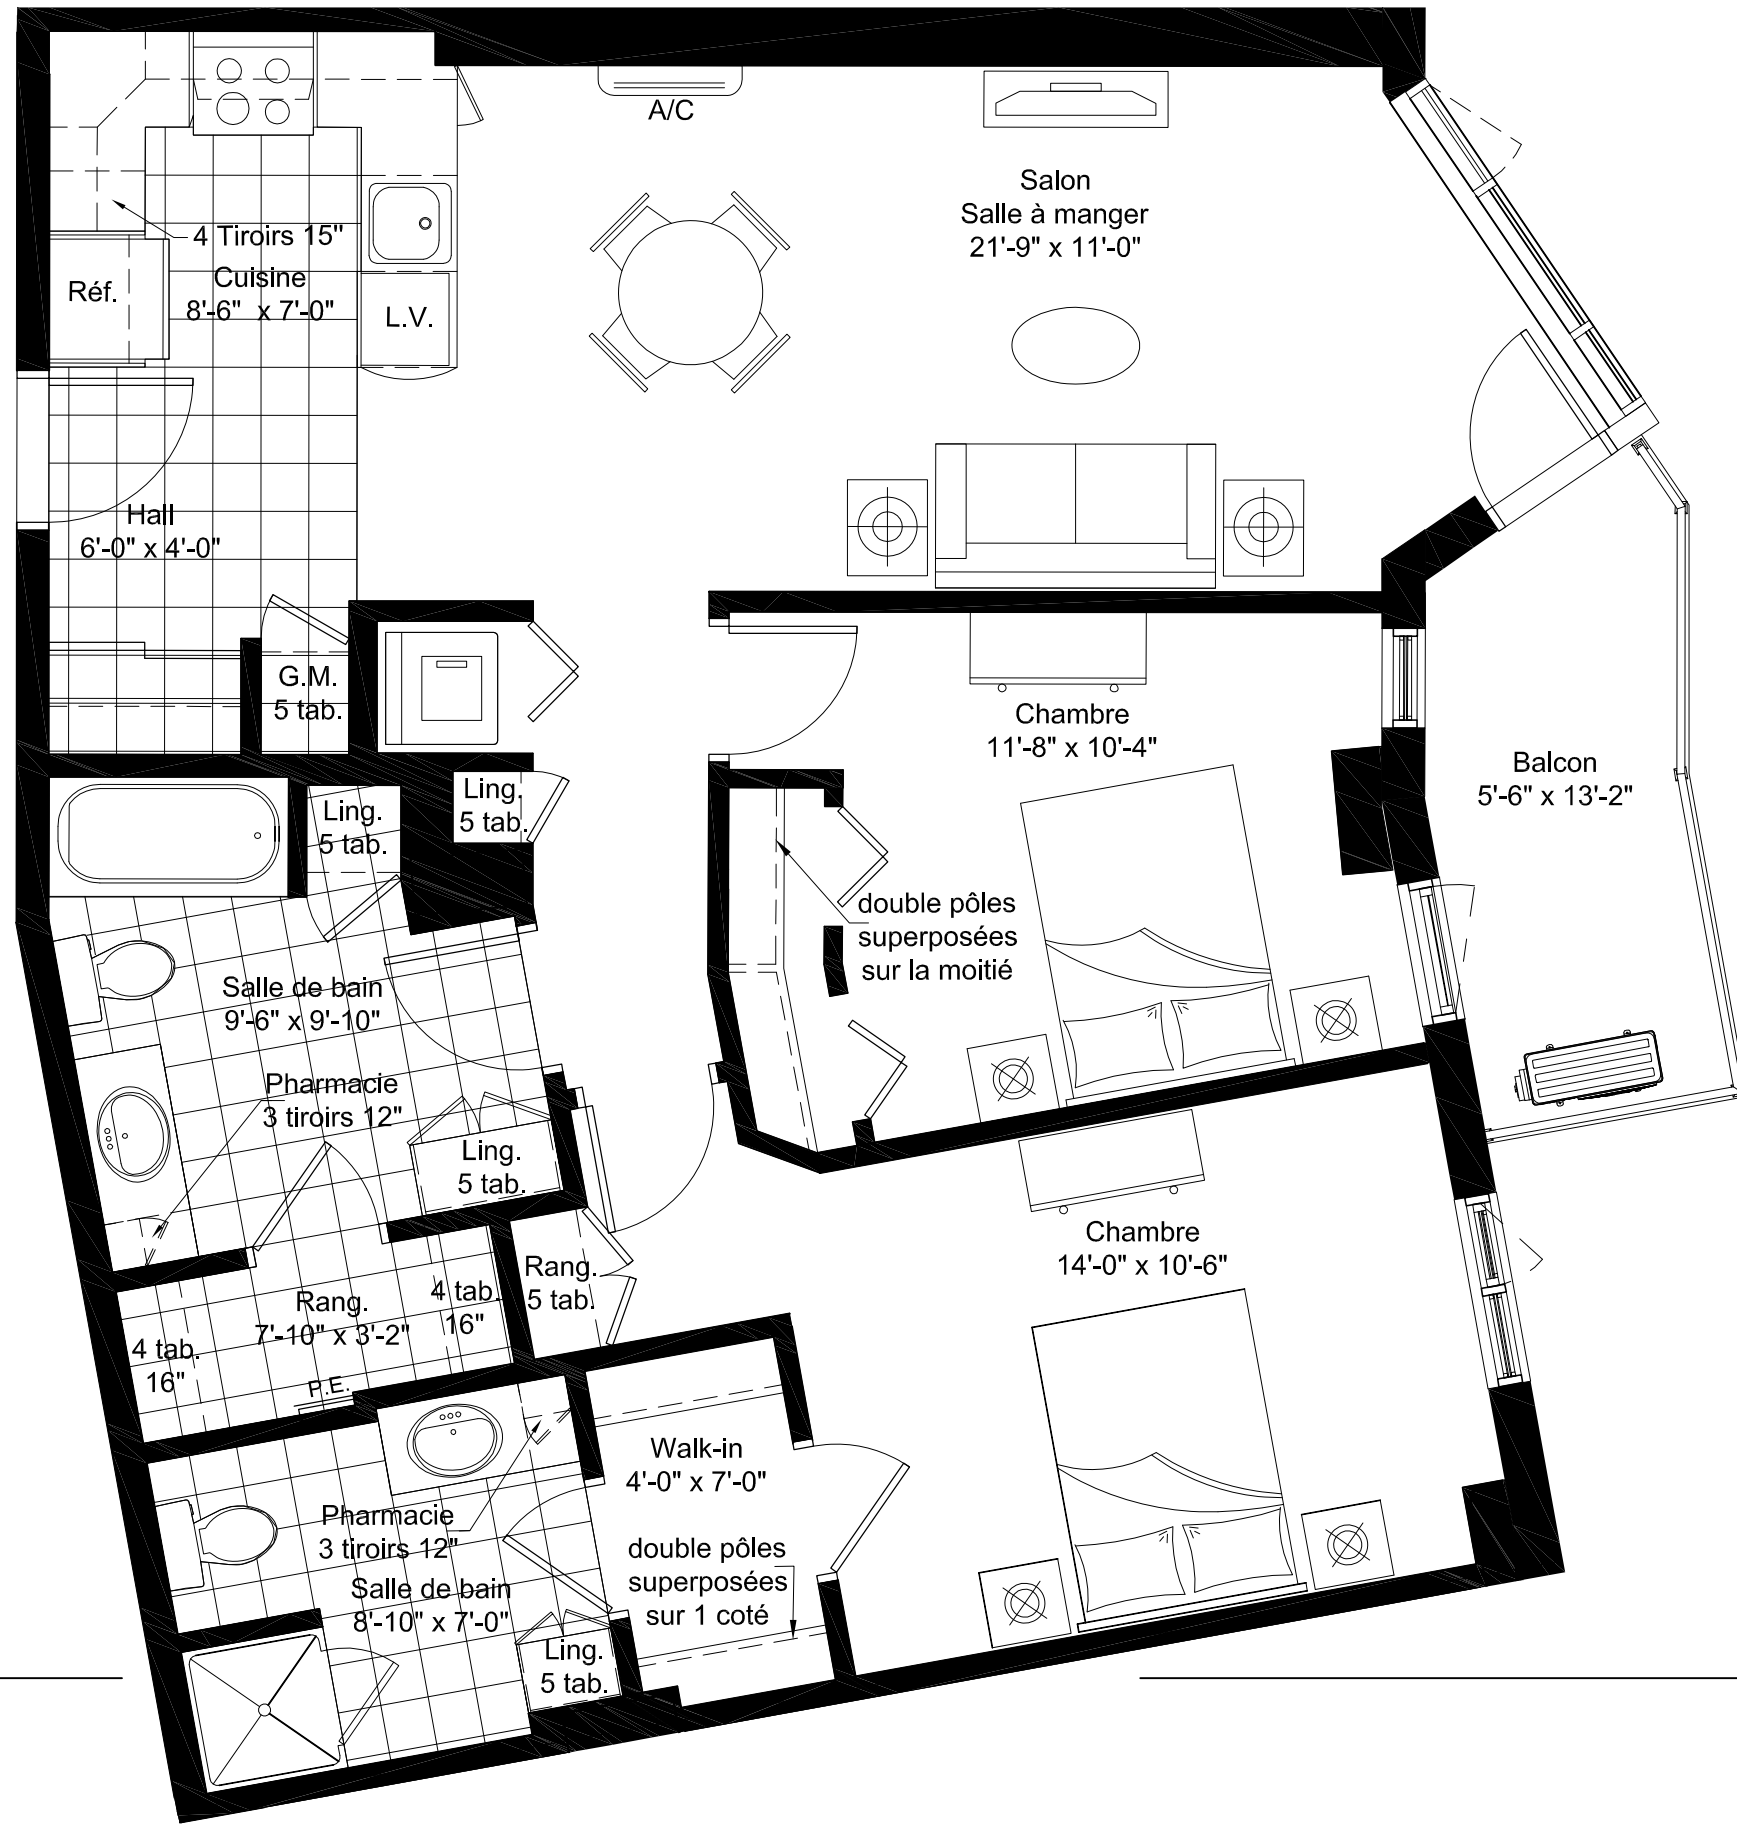 A/C
Salon
Salle à manger
21'-9" x 11'-0"
4 Tiroirs 15"
Réf.
Cuisine
8'-6" x 7'-0"
L.V.
Hall
6'-0" x 4'-0"
G.M.
5 tab.
Chambre
11'-8" x 10'-4"
Balcon
5'-6" x 13'-2"
Ling.
5 tab.
Ling.
5 tab.
double pôles
superposées
sur la moitié
Salle de bain
9'-6" x 9'-10"
Pharmacie
3 tiroirs 12"
Ling.
5 tab.
Chambre
14'-0" x 10'-6"
Rang.
5 tab.
Rang.
7'-10" x 3'-2"
4 tab.
16"
4 tab.
16"
P.E.
Walk-in
4'-0" x 7'-0"
Pharmacie
3 tiroirs 12"
double pôles
superposées
sur 1 coté
Salle de bain
8'-10" x 7'-0"
Ling.
5 tab.